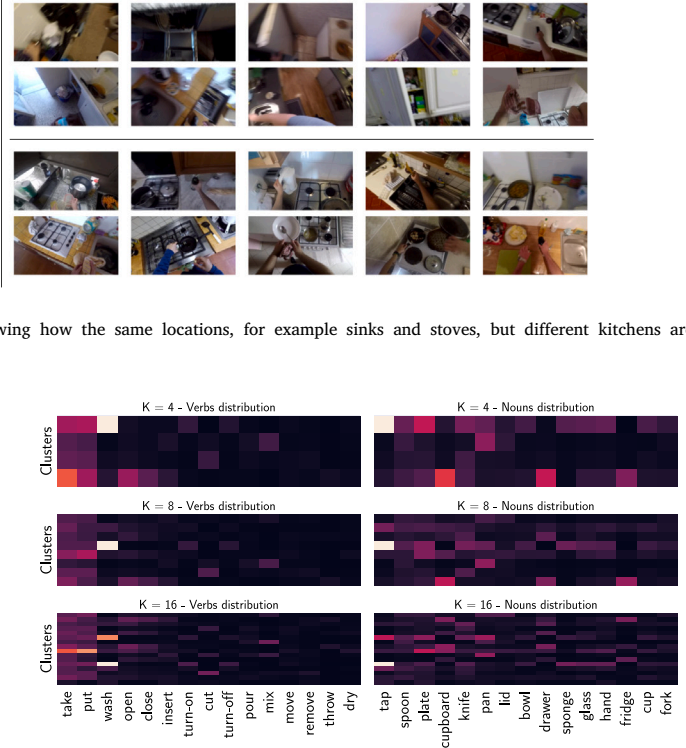 wing how the same locations, for example sinks and stoves, but different kitchens ar
K = 4 - Verbs distribution
K = 4 - Nouns distribution
Clusters
K = 8 - Verbs distribution
K = 8 - Nouns distribution
Clusters
K = 16 - Verbs distribution
K = 16 - Nouns distribution
Clusters
take
put
wash
open
close
insert
turn-on
cut
turn-off
pour
mix
move
remove
throw
dry
tap
spoon
plate
cupboard
knife
pan
lid
bowl
drawer
sponge
glass
hand
fridge
cup
fork